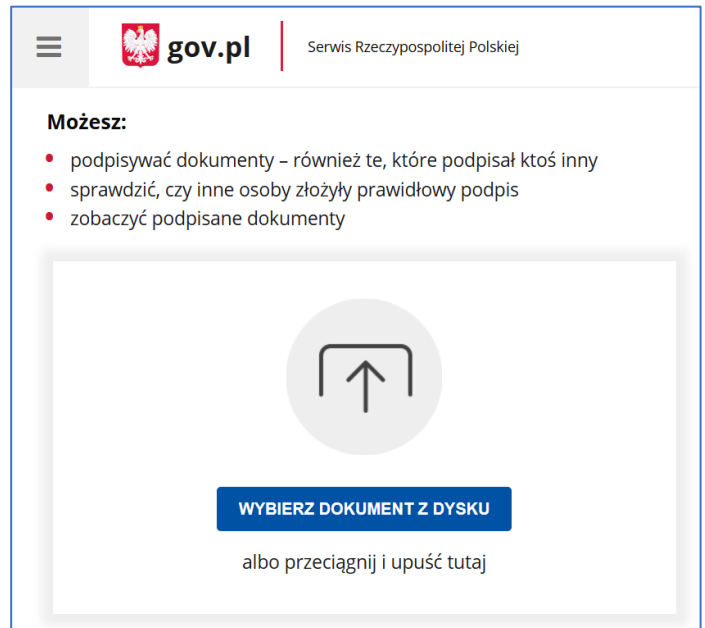 gov.pl
Serwis Rzeczypospolitej Polskiej
Możesz:
podpisywać dokumenty – również te, które podpisał ktoś inny
sprawdzić, czy inne osoby złożyły prawidłowy podpis
zobaczyć podpisane dokumenty
WYBIERZ DOKUMENT Z DYSKU
albo przeciągnij i upuść tutaj